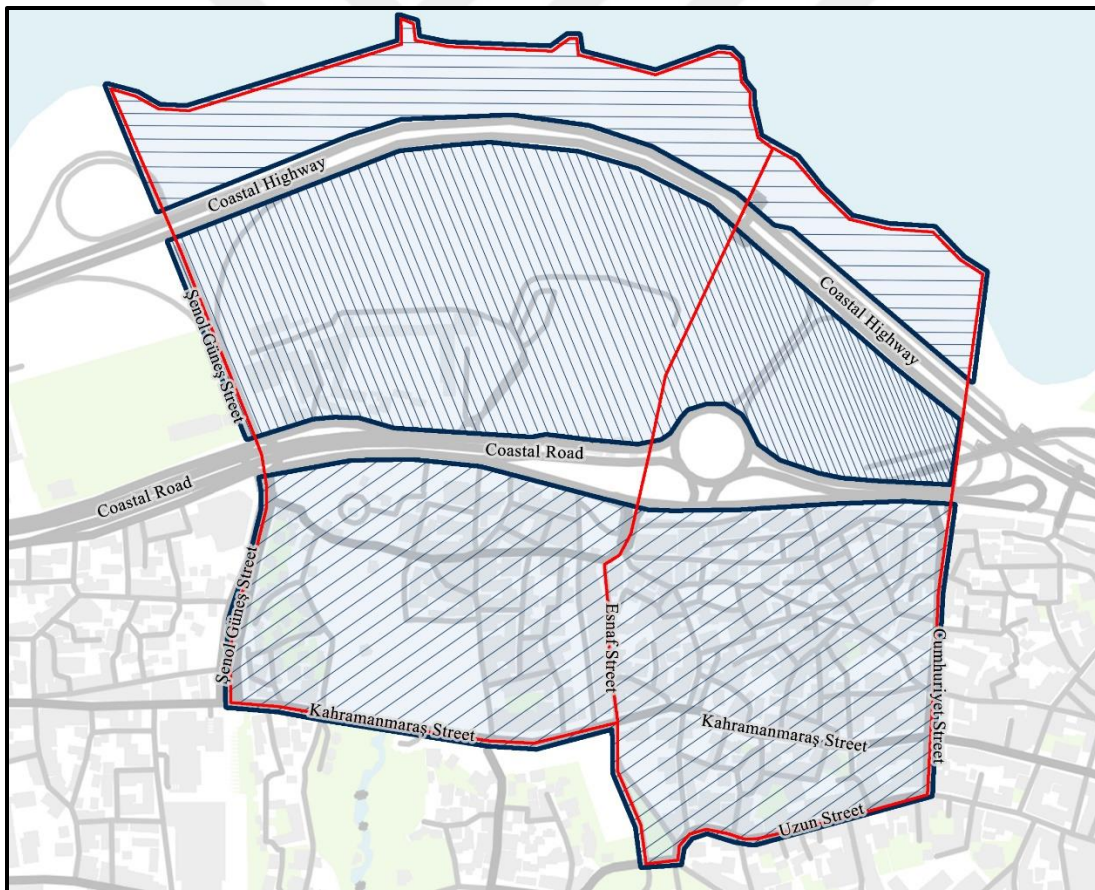 Coastal Highway
Coastal Highway
Şenol Güneş Street
Coastal Road
Coastal Road
Şenol Güneş Street
Esnaf Street
Cumhuriyet Street
Kahramanmaraş Street
Kahramanmaraş Street
Uzun Street